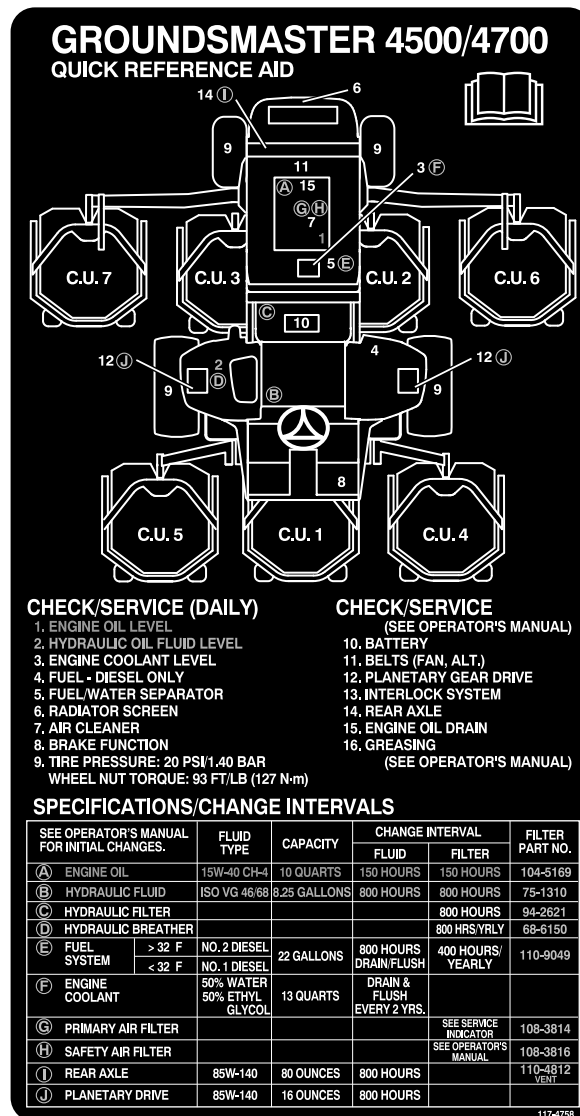 GROUNDSMASTER 4500/4700
QUICK REFERENCE AID
6
14 Ⓘ
9
9
11
3 Ⓕ
Ⓐ 15
Ⓖ Ⓗ
7
1
5 Ⓔ
C.U. 7
C.U. 3
C.U. 2
C.U. 6
Ⓒ
10
4
12 Ⓙ
2
12 Ⓙ
Ⓓ
9
Ⓑ
9
8
C.U. 5
C.U. 1
C.U. 4
CHECK/SERVICE (DAILY)
1. ENGINE OIL LEVEL
2. HYDRAULIC OIL FLUID LEVEL
3. ENGINE COOLANT LEVEL
4. FUEL - DIESEL ONLY
5. FUEL/WATER SEPARATOR
6. RADIATOR SCREEN
7. AIR CLEANER
8. BRAKE FUNCTION
9. TIRE PRESSURE: 20 PSI/1.40 BAR
WHEEL NUT TORQUE: 93 FT/LB (127 N·m)
CHECK/SERVICE
(SEE OPERATOR'S MANUAL)
10. BATTERY
11. BELTS (FAN, ALT.)
12. PLANETARY GEAR DRIVE
13. INTERLOCK SYSTEM
14. REAR AXLE
15. ENGINE OIL DRAIN
16. GREASING
(SEE OPERATOR'S MANUAL)
SPECIFICATIONS/CHANGE INTERVALS
SEE OPERATOR'S MANUAL FOR INITIAL CHANGES. FLUID TYPE CAPACITY CHANGE INTERVAL FLUID FILTER FILTER PART NO.
Ⓐ ENGINE OIL 15W-40 CH-4 10 QUARTS 150 HOURS 150 HOURS 104-5169
Ⓑ HYDRAULIC FLUID ISO VG 46/68 8.25 GALLONS 800 HOURS 800 HOURS 75-1310
Ⓒ HYDRAULIC FILTER 800 HOURS 94-2621
Ⓓ HYDRAULIC BREATHER 800 HRS/YRLY 68-6150
Ⓔ FUEL SYSTEM > 32 F NO. 2 DIESEL 22 GALLONS 800 HOURS DRAIN/FLUSH 400 HOURS/ YEARLY 110-9049
< 32 F NO. 1 DIESEL
Ⓕ ENGINE COOLANT 50% WATER 50% ETHYL GLYCOL 13 QUARTS DRAIN & FLUSH EVERY 2 YRS.
Ⓖ PRIMARY AIR FILTER SEE SERVICE INDICATOR 108-3814
Ⓗ SAFETY AIR FILTER SEE OPERATOR'S MANUAL 108-3816
Ⓘ REAR AXLE 85W-140 80 OUNCES 800 HOURS 110-4812 VENT
Ⓙ PLANETARY DRIVE 85W-140 16 OUNCES 800 HOURS
117-4758